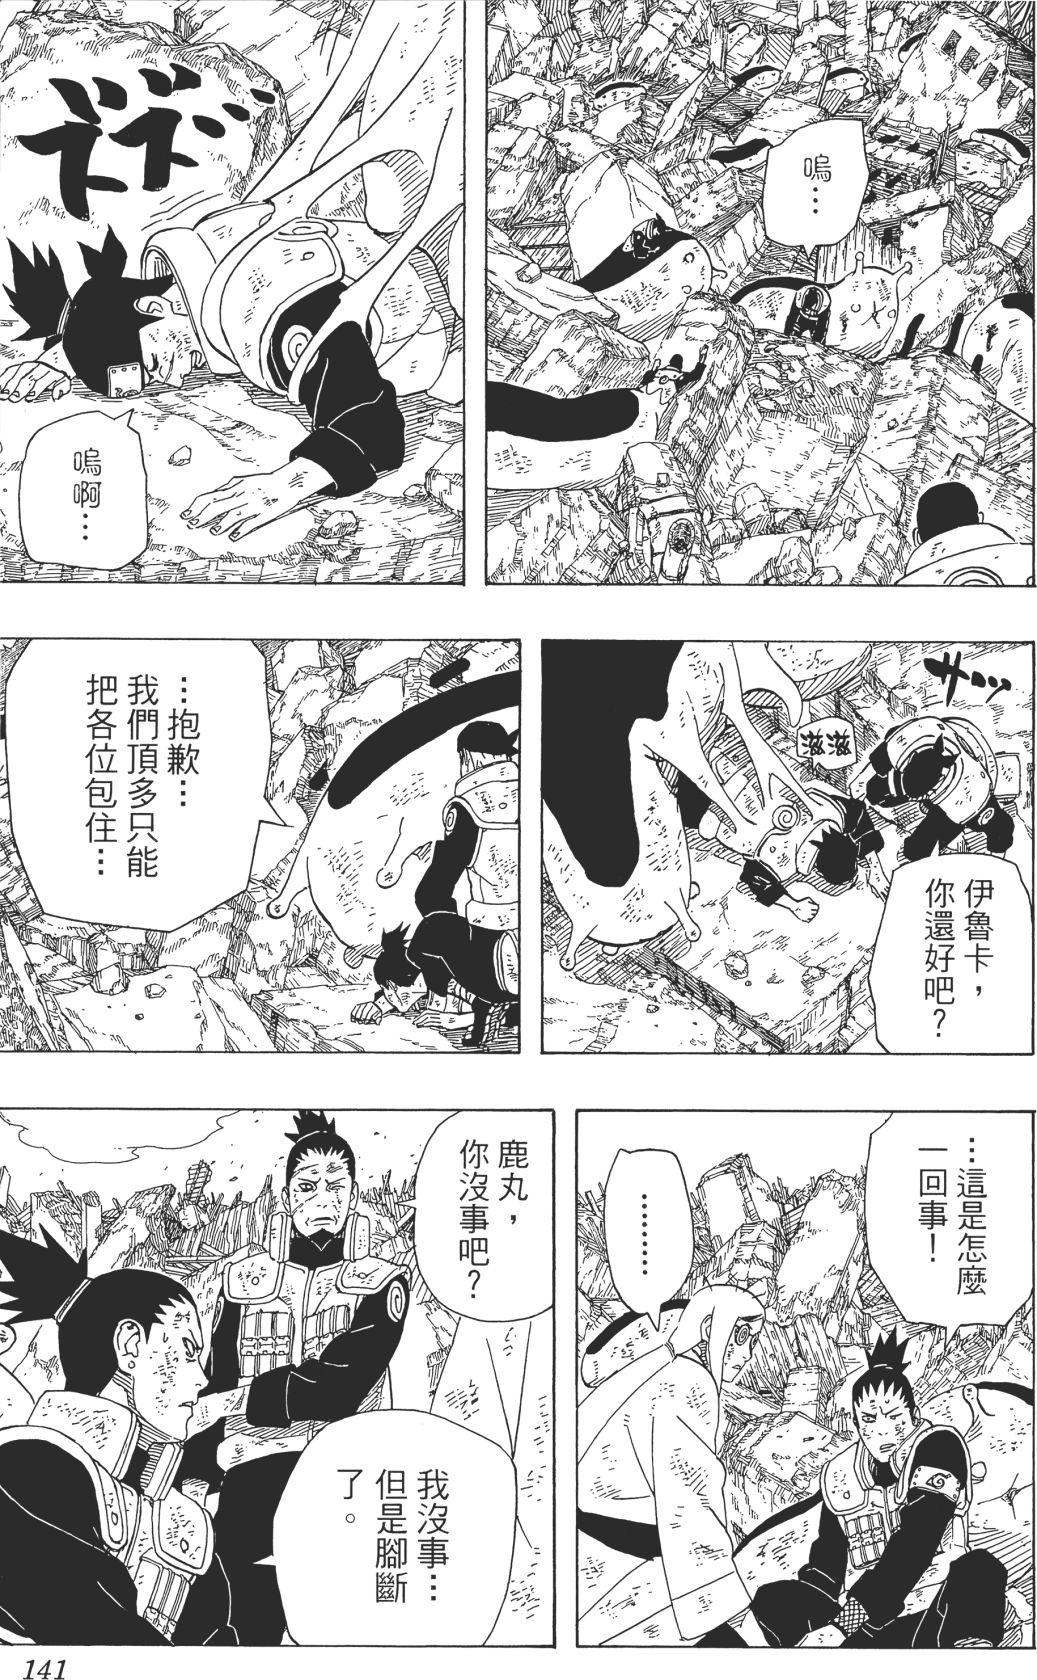 嗚…
ドドドン
嗚啊…
ザッ
滋滋
伊魯卡，
你還好吧？
…抱歉…
我們頂多只能
把各位包住…
…這是怎麼
一回事！
………
鹿丸，
你沒事吧？
我沒事…
但是腳斷
了。
141